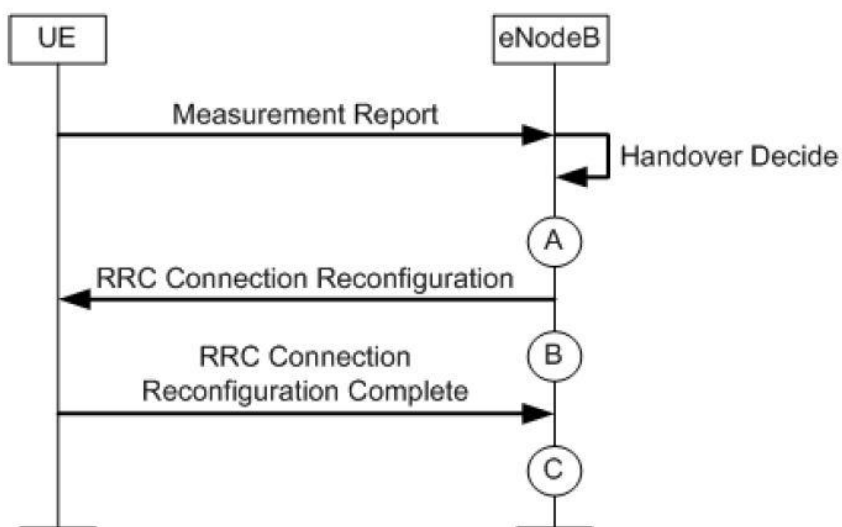 UE
eNodeB
Measurement Report
Handover Decide
A
RRC Connection Reconfiguration
B
RRC Connection
Reconfiguration Complete
C